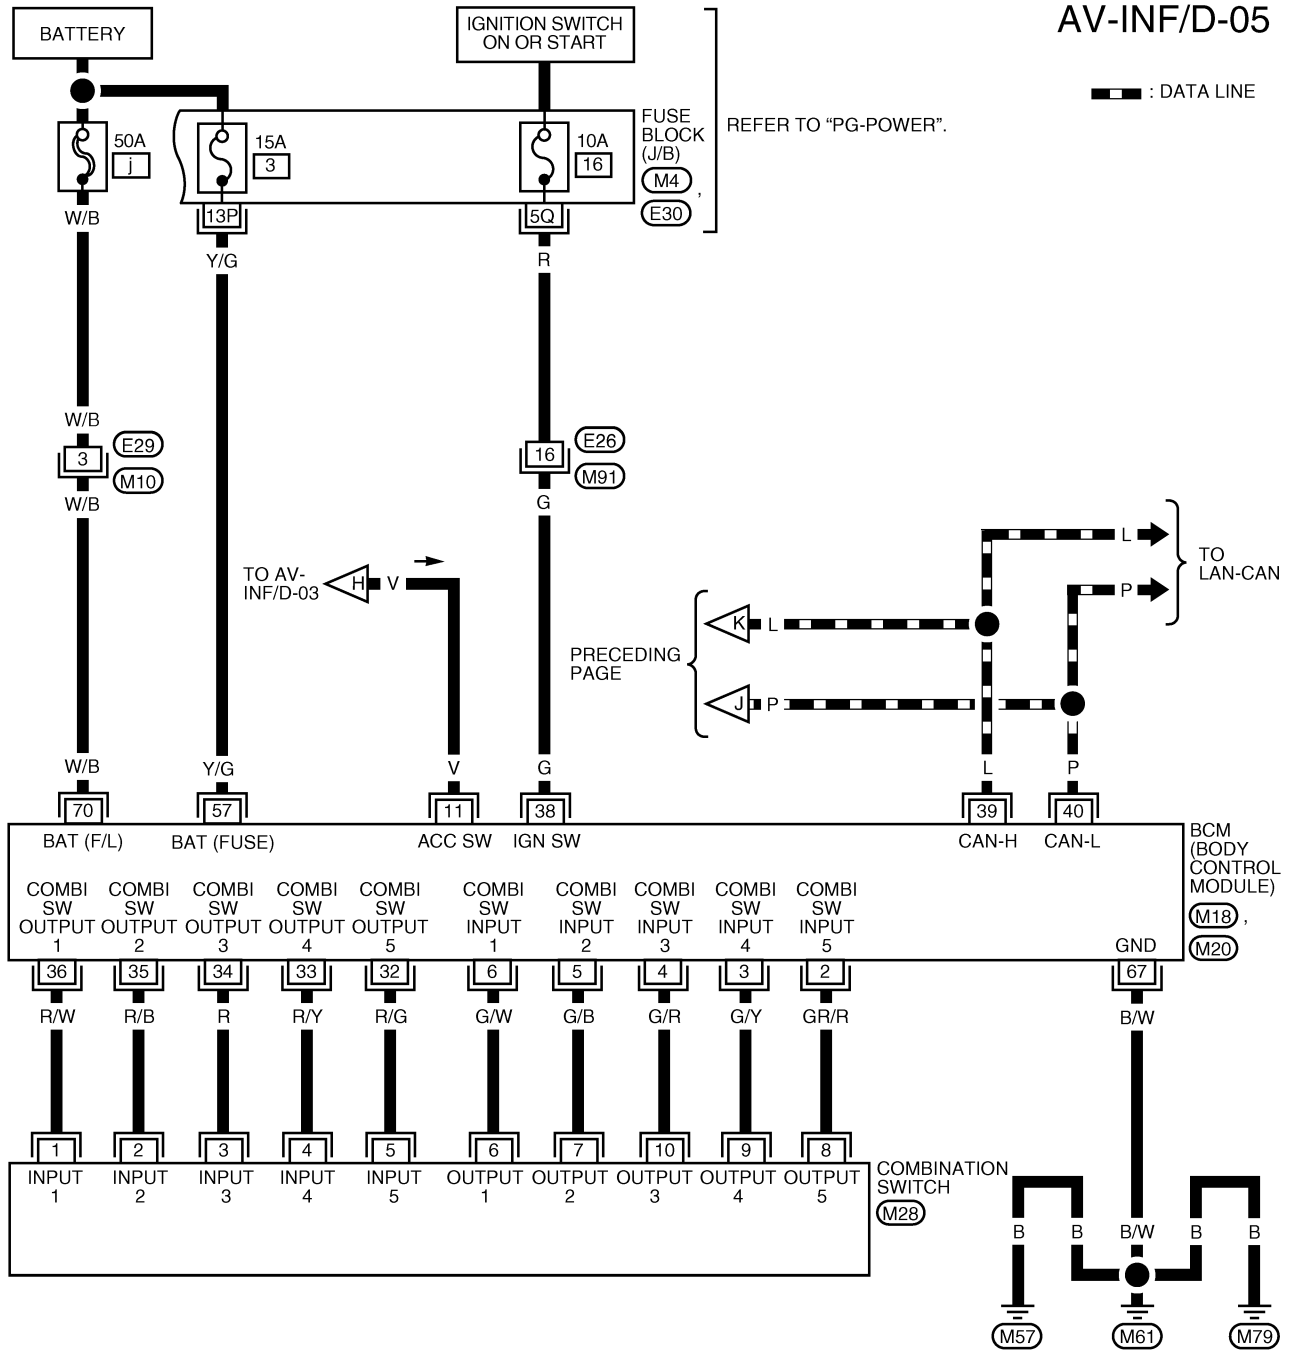 AV-INF/D-05
BATTERY
IGNITION SWITCH
ON OR START
: DATA LINE
50A
j
15A
3
10A
16
FUSE
BLOCK
(J/B)
M4
,
E30
REFER TO “PG-POWER”.
W/B
13P
5Q
Y/G
R
W/B
3
E29
M10
W/B
16
E26
M91
G
TO AV-
INF/D-03
H
V
L
P
TO
LAN-CAN
PRECEDING
PAGE
K
L
J
P
W/B
Y/G
V
G
L
P
70
57
11
38
39
40
BAT (F/L)
BAT (FUSE)
ACC SW
IGN SW
CAN-H
CAN-L
BCM
(BODY
CONTROL
MODULE)
M18
,
M20
COMBI
SW
OUTPUT
1
COMBI
SW
OUTPUT
2
COMBI
SW
OUTPUT
3
COMBI
SW
OUTPUT
4
COMBI
SW
OUTPUT
5
COMBI
SW
INPUT
1
COMBI
SW
INPUT
2
COMBI
SW
INPUT
3
COMBI
SW
INPUT
4
COMBI
SW
INPUT
5
GND
36
35
34
33
32
6
5
4
3
2
67
R/W
R/B
R
R/Y
R/G
G/W
G/B
G/R
G/Y
GR/R
B/W
1
2
3
4
5
6
7
10
9
8
INPUT
1
INPUT
2
INPUT
3
INPUT
4
INPUT
5
OUTPUT
1
OUTPUT
2
OUTPUT
3
OUTPUT
4
OUTPUT
5
COMBINATION
SWITCH
M28
B
B
B/W
B
B
M57
M61
M79